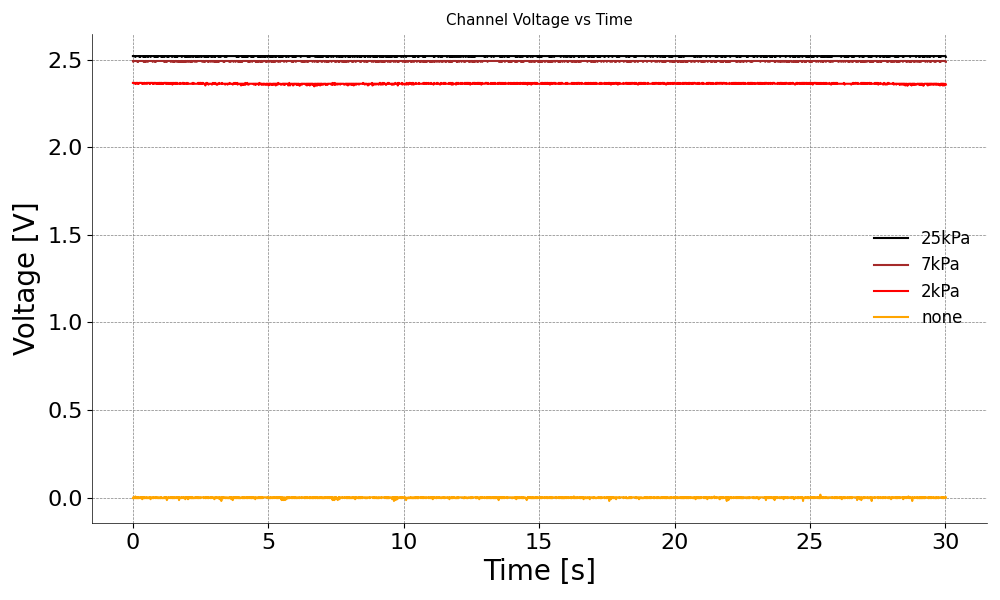 Channel Voltage vs Time
Voltage [V]
2.5
2.0
1.5
1.0
0.5
0.0
25kPa
7kPa
2kPa
none
0 5 10 15 20 25 30
Time [s]